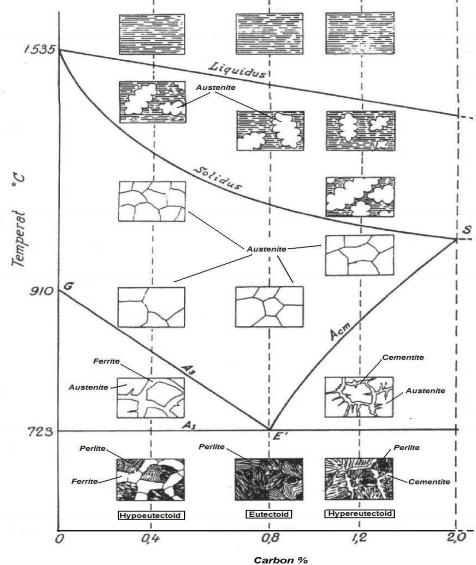 1535
Liquidus
Austenite
Temperat °C
Solidus
S
Austenite
910
G
Acm
Ferrite
A3
Cementite
Austenite
Austenite
A1
E'
723
Perlite
Perlite
Perlite
Ferrite
Cementite
Hypoeutectoid
Eutectoid
Hypereutectoid
0
0,4
0,8
1,2
2,0
Carbon %